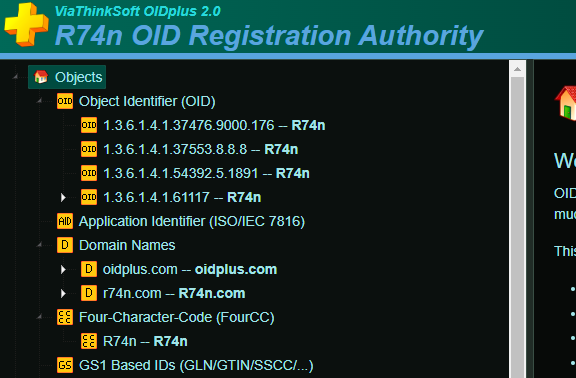 ViaThinkSoft OIDplus 2.0
R74n OID Registration Authority
Objects
OID Object Identifier (OID)
OID 1.3.6.1.4.1.37476.9000.176 -- R74n
OID 1.3.6.1.4.1.37553.8.8.8 -- R74n
OID 1.3.6.1.4.1.54392.5.1891 -- R74n
OID 1.3.6.1.4.1.61117 -- R74n
AID Application Identifier (ISO/IEC 7816)
D Domain Names
D oidplus.com -- oidplus.com
D r74n.com -- R74n.com
CC CC Four-Character-Code (FourCC)
CC CC R74n -- R74n
GS GS1 Based IDs (GLN/GTIN/SSCC/...)
OID
This